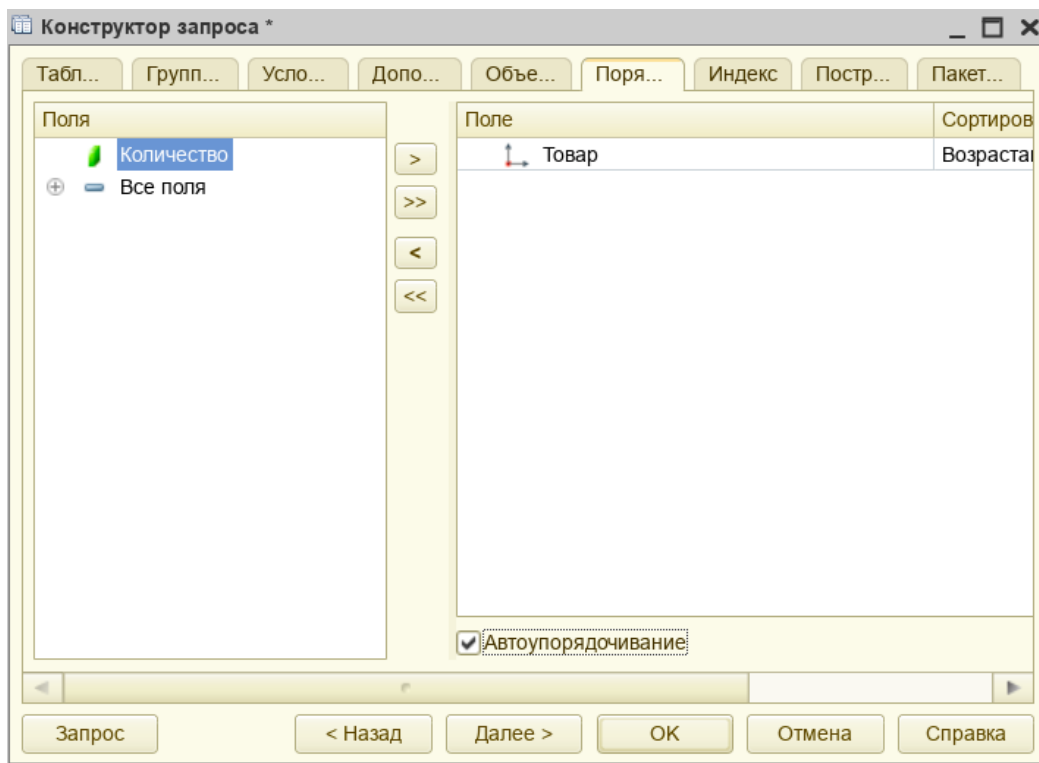 Конструктор запроса *
Табл... Групп... Усло... Допо... Объе... Поря... Индекс Постр... Пакет...
Поля
Количество
Все поля
>
>>
<
<<
Поле Сортиров
Товар Возраста
Автоупорядочивание
Запрос < Назад Далее > OK Отмена Справка